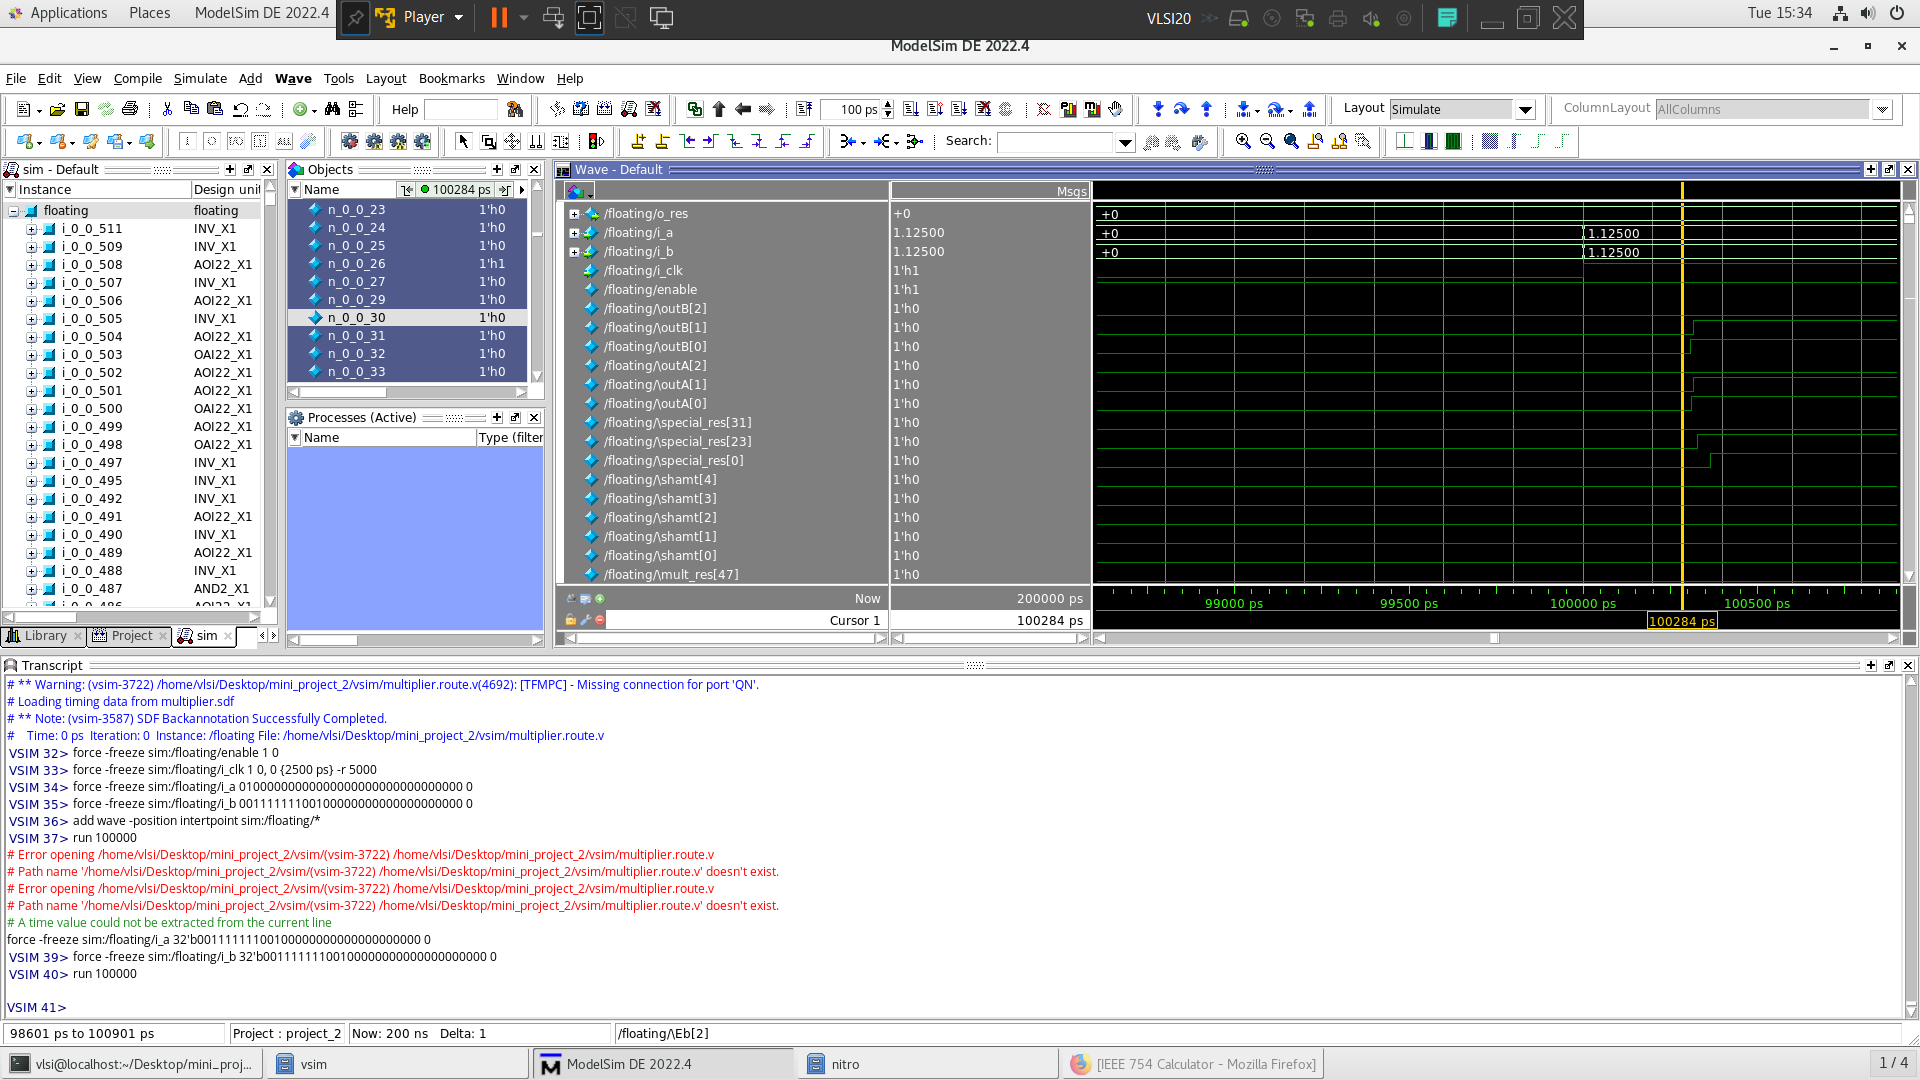 Applications Places ModelSim DE 2022.4 Player VLSI20 Tue 15:34
ModelSim DE 2022.4
File Edit View Compile Simulate Add Wave Tools Layout Bookmarks Window Help
Help 100 ps Layout Simulate ColumnLayout AllColumns
Search:
sim - Default
Instance Design unit
floating floating
i_0_0_511 INV_X1
i_0_0_509 INV_X1
i_0_0_508 AOI22_X1
i_0_0_507 INV_X1
i_0_0_506 AOI22_X1
i_0_0_505 INV_X1
i_0_0_504 AOI22_X1
i_0_0_503 OAI22_X1
i_0_0_502 AOI22_X1
i_0_0_501 AOI22_X1
i_0_0_500 OAI22_X1
i_0_0_499 AOI22_X1
i_0_0_498 OAI22_X1
i_0_0_497 INV_X1
i_0_0_495 INV_X1
i_0_0_492 INV_X1
i_0_0_491 AOI22_X1
i_0_0_490 INV_X1
i_0_0_489 AOI22_X1
i_0_0_488 INV_X1
i_0_0_487 AND2_X1
i_0_0_486 AOI22_X1
Library Project sim
Objects
Name 100284 ps
n_0_0_23 1'h0
n_0_0_24 1'h0
n_0_0_25 1'h0
n_0_0_26 1'h1
n_0_0_27 1'h0
n_0_0_29 1'h0
n_0_0_30 1'h0
n_0_0_31 1'h0
n_0_0_32 1'h0
n_0_0_33 1'h0
Processes (Active)
Name Type (filter
Wave - Default
Msgs
/floating/o_res +0 +0
/floating/i_a 1.12500 +0 1.12500
/floating/i_b 1.12500 +0 1.12500
/floating/i_clk 1'h1
/floating/enable 1'h1
/floating/\outB[2] 1'h0
/floating/\outB[1] 1'h0
/floating/\outB[0] 1'h0
/floating/\outA[2] 1'h0
/floating/\outA[1] 1'h0
/floating/\outA[0] 1'h0
/floating/\special_res[31] 1'h0
/floating/\special_res[23] 1'h0
/floating/\special_res[0] 1'h0
/floating/\shamt[4] 1'h0
/floating/\shamt[3] 1'h0
/floating/\shamt[2] 1'h0
/floating/\shamt[1] 1'h0
/floating/\shamt[0] 1'h0
/floating/\mult_res[47] 1'h0
Now 200000 ps 99000 ps 99500 ps 100000 ps 100500 ps
Cursor 1 100284 ps 100284 ps
Transcript
# ** Warning: (vsim-3722) /home/vlsi/Desktop/mini_project_2/vsim/multiplier.route.v(4692): [TFMPC] - Missing connection for port 'QN'.
# Loading timing data from multiplier.sdf
# ** Note: (vsim-3587) SDF Backannotation Successfully Completed.
# Time: 0 ps Iteration: 0 Instance: /floating File: /home/vlsi/Desktop/mini_project_2/vsim/multiplier.route.v
VSIM 32> force -freeze sim:/floating/enable 1 0
VSIM 33> force -freeze sim:/floating/i_clk 1 0, 0 {2500 ps} -r 5000
VSIM 34> force -freeze sim:/floating/i_a 01000000000000000000000000000000 0
VSIM 35> force -freeze sim:/floating/i_b 00111111100100000000000000000000 0
VSIM 36> add wave -position intertpoint sim:/floating/*
VSIM 37> run 100000
# Error opening /home/vlsi/Desktop/mini_project_2/vsim/(vsim-3722) /home/vlsi/Desktop/mini_project_2/vsim/multiplier.route.v
# Path name '/home/vlsi/Desktop/mini_project_2/vsim/(vsim-3722) /home/vlsi/Desktop/mini_project_2/vsim/multiplier.route.v' doesn't exist.
# Error opening /home/vlsi/Desktop/mini_project_2/vsim/(vsim-3722) /home/vlsi/Desktop/mini_project_2/vsim/multiplier.route.v
# Path name '/home/vlsi/Desktop/mini_project_2/vsim/(vsim-3722) /home/vlsi/Desktop/mini_project_2/vsim/multiplier.route.v' doesn't exist.
# A time value could not be extracted from the current line
force -freeze sim:/floating/i_a 32'b00111111100100000000000000000000 0
VSIM 39> force -freeze sim:/floating/i_b 32'b00111111100100000000000000000000 0
VSIM 40> run 100000
VSIM 41>
98601 ps to 100901 ps Project : project_2 Now: 200 ns Delta: 1 /floating/\Eb[2]
vlsi@localhost:~/Desktop/mini_proj... vsim ModelSim DE 2022.4 nitro [IEEE 754 Calculator - Mozilla Firefox] 1 / 4